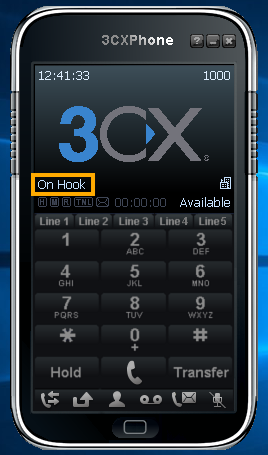 3CXPhone ? 
12:41:33 1000
3CX
On Hook
H M R TNL 00:00:00 Available
Line 1 Line 2 Line 3 Line 4 Line5
1 2 3
ABC DEF
4 5 6
GHI JKL MNO
7 8 9
PQRS TUV WXYZ
* 0 #
+
Hold Transfer